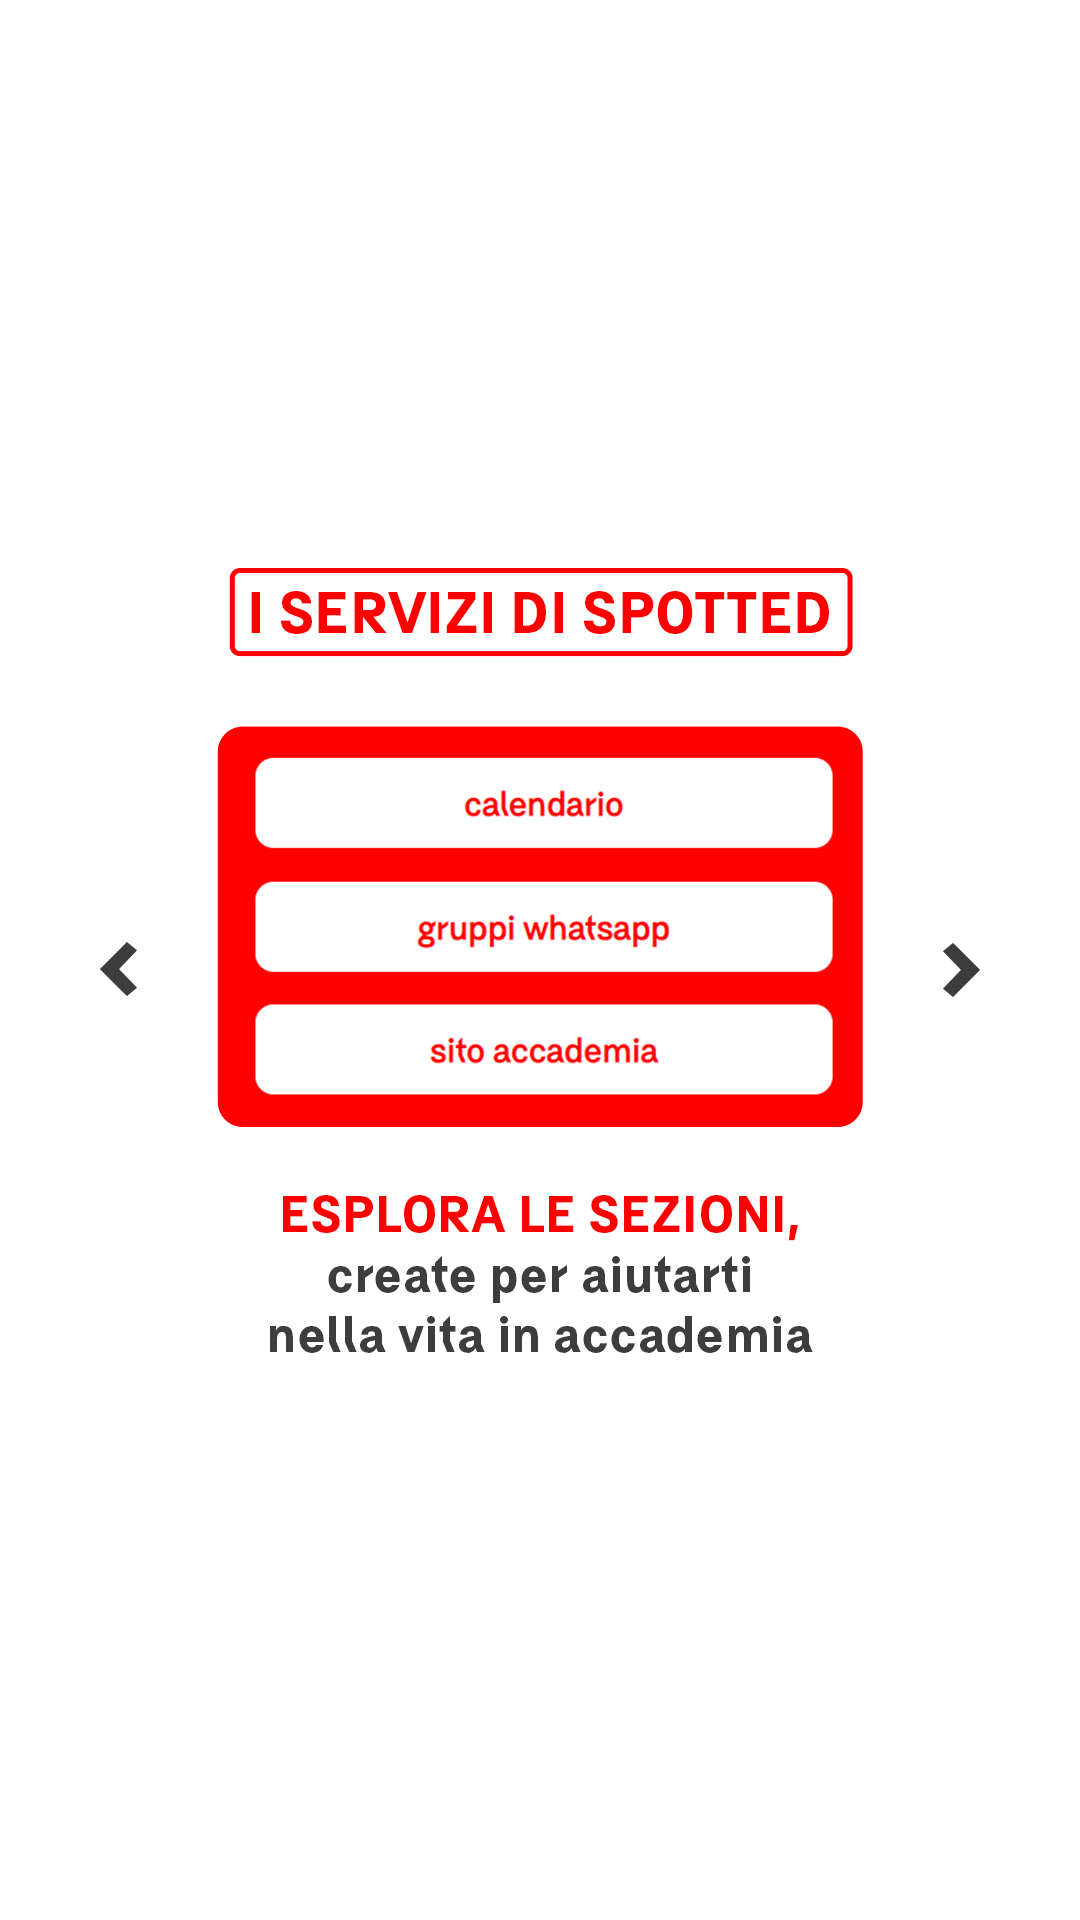 I SERVIZI DI SPOTTED
calendario
gruppi whatsapp
sito accademia
ESPLORA LE SEZIONI,
create per aiutarti
nella vita in accademia